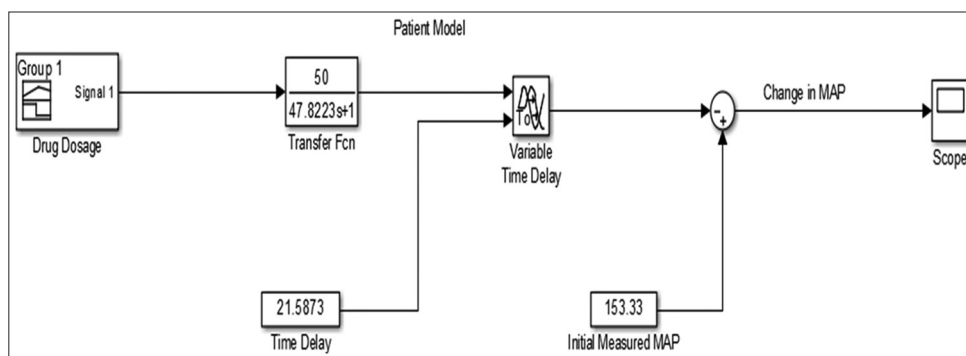 Patient Model
Group 1
Signal 1
Drug Dosage
50
47.8223s+1
Transfer Fcn
To
Variable
Time Delay
-
+
Change in MAP
Scope
21.5873
Time Delay
153.33
Initial Measured MAP